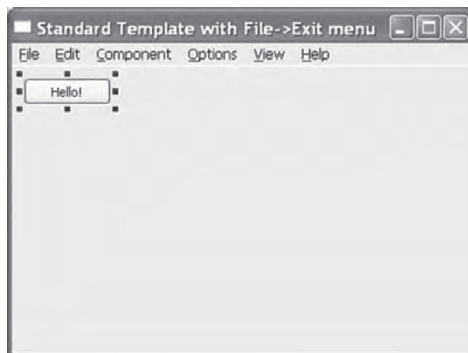 Standard Template with File->Exit menu
File Edit Component Options View Help
Hello!